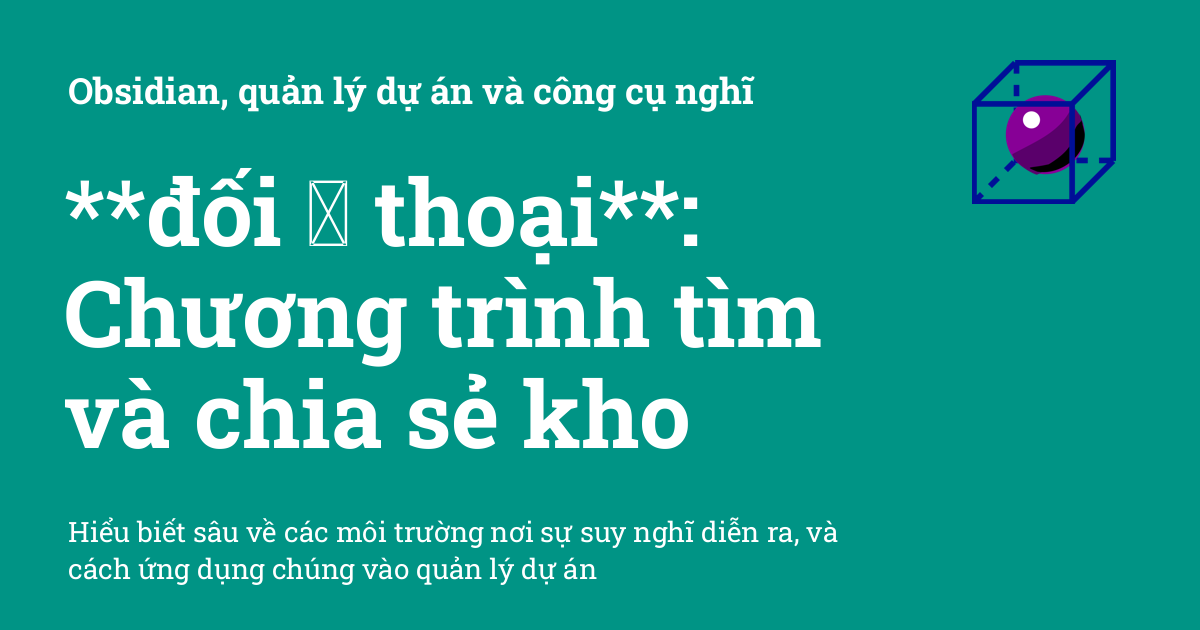 Obsidian, quản lý dự án và công cụ nghĩ
**đối thoại**:
Chương trình tìm
và chia sẻ kho
Hiểu biết sâu về các môi trường nơi sự suy nghĩ diễn ra, và
cách ứng dụng chúng vào quản lý dự án